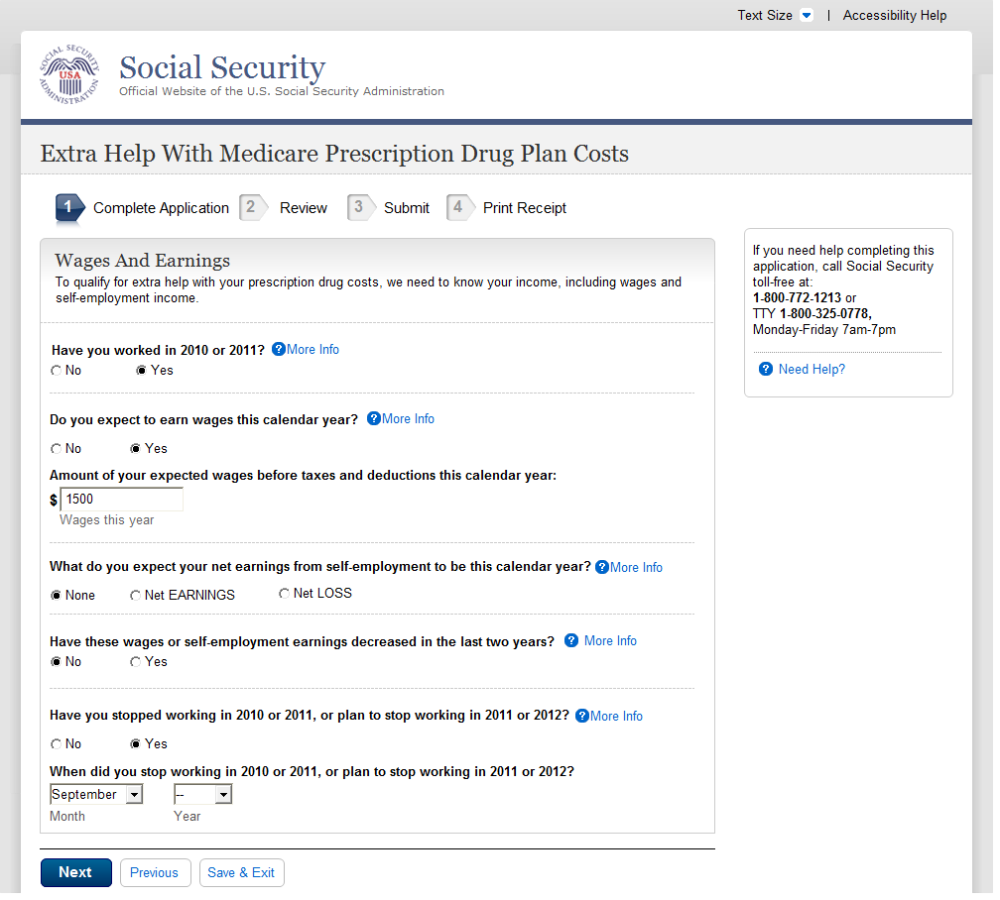 Text Size | Accessibility Help
SOCIAL SECURITY ADMINISTRATION
USA
Social Security
Official Website of the U.S. Social Security Administration
Extra Help With Medicare Prescription Drug Plan Costs
1 Complete Application 2 Review 3 Submit 4 Print Receipt
Wages And Earnings
To qualify for extra help with your prescription drug costs, we need to know your income, including wages and
self-employment income.
Have you worked in 2010 or 2011? ? More Info
No Yes
Do you expect to earn wages this calendar year? ? More Info
No Yes
Amount of your expected wages before taxes and deductions this calendar year:
$ 1500
Wages this year
What do you expect your net earnings from self-employment to be this calendar year? ? More Info
None Net EARNINGS Net LOSS
Have these wages or self-employment earnings decreased in the last two years? ? More Info
No Yes
Have you stopped working in 2010 or 2011, or plan to stop working in 2011 or 2012? ? More Info
No Yes
When did you stop working in 2010 or 2011, or plan to stop working in 2011 or 2012?
September --
Month Year
Next Previous Save & Exit
If you need help completing this
application, call Social Security
toll-free at:
1-800-772-1213 or
TTY 1-800-325-0778,
Monday-Friday 7am-7pm
? Need Help?